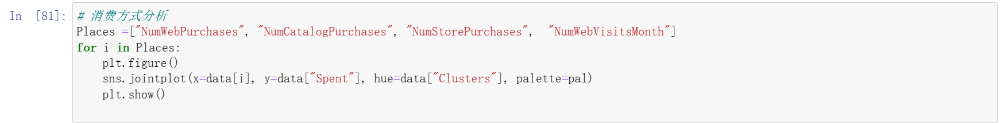 In [81]: # 消费方式分析
Places =["NumWebPurchases", "NumCatalogPurchases", "NumStorePurchases",  "NumWebVisitsMonth"]
for i in Places:
    plt.figure()
    sns.jointplot(x=data[i], y=data["Spent"], hue=data["Clusters"], palette=pal)
    plt.show()